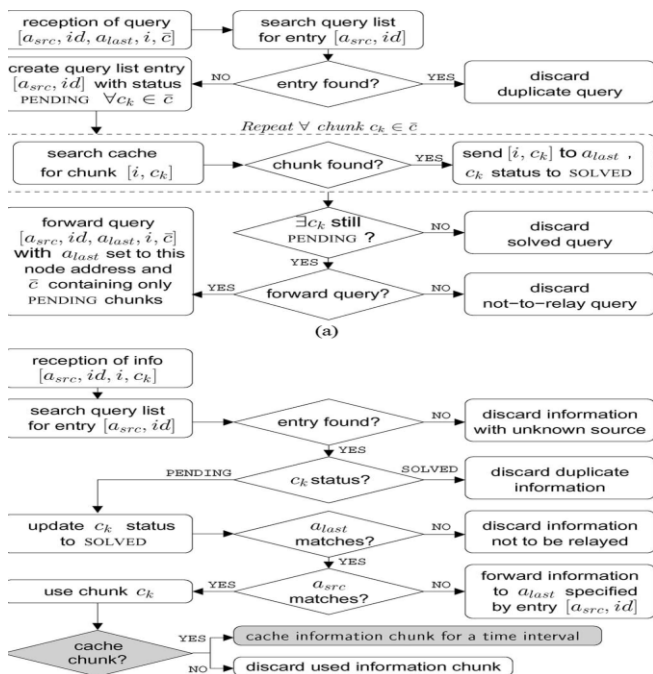 reception of query
[a_src, id, a_last, i, c̄]
search query list
for entry [a_src, id]
create query list entry
[a_src, id] with status
PENDING ∀c_k ∈ c̄
NO
entry found?
YES
discard
duplicate query
Repeat ∀ chunk c_k ∈ c̄
search cache
for chunk [i, c_k]
chunk found?
YES
send [i, c_k] to a_last ,
c_k status to SOLVED
forward query
[a_src, id, a_last, i, c̄]
with a_last set to this
node address and
c̄ containing only
PENDING chunks
∃c_k still
PENDING ?
NO
discard
solved query
YES
YES
forward query?
NO
discard
not-to-relay query
(a)
reception of info
[a_src, id, i, c_k]
search query list
for entry [a_src, id]
entry found?
NO
discard information
with unknown source
YES
PENDING
c_k status?
SOLVED
discard duplicate
information
update c_k status
to SOLVED
a_last
matches?
NO
discard information
not to be relayed
YES
use chunk c_k
YES
a_src
matches?
NO
forward information
to a_last specified
by entry [a_src, id]
cache
chunk?
YES
cache information chunk for a time interval
NO
discard used information chunk